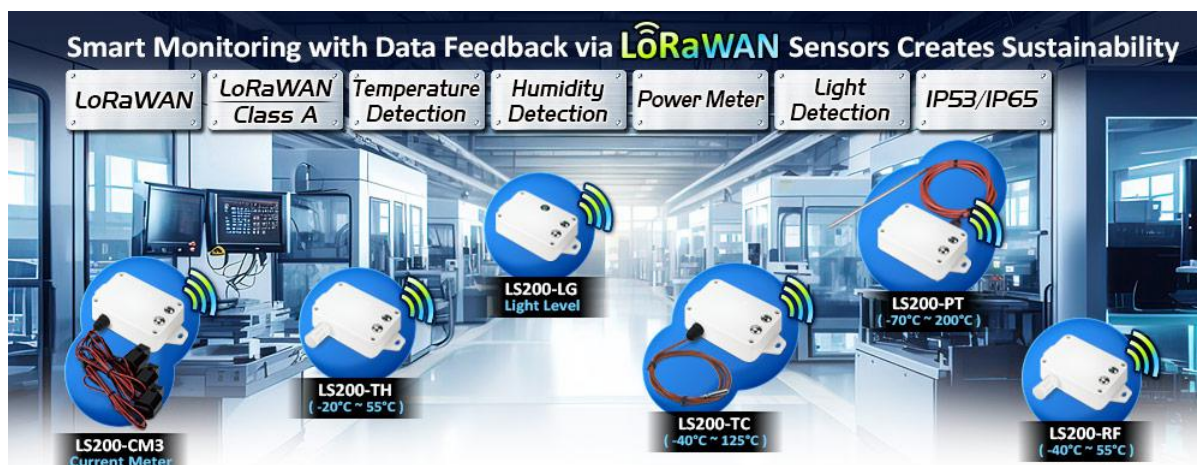 Smart Monitoring with Data Feedback via LoRaWAN Sensors Creates Sustainability
LoRaWAN
LoRaWAN
Class A
Temperature
Detection
Humidity
Detection
Power Meter
Light
Detection
IP53/IP65
LS200-LG
Light Level
LS200-PT
( -70°C ~ 200°C )
LS200-TH
( -20°C ~ 55°C )
LS200-TC
( -40°C ~ 125°C )
LS200-RF
( -40°C ~ 55°C )
LS200-CM3
Current Meter